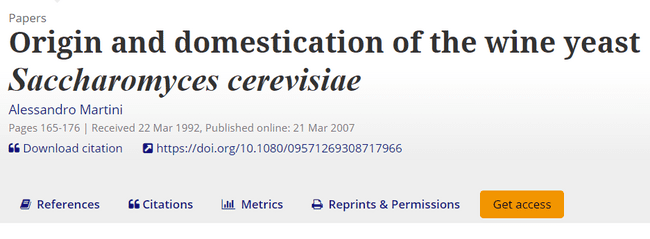 Papers
Origin and domestication of the wine yeast
Saccharomyces cerevisiae
Alessandro Martini
Pages 165-176 | Received 22 Mar 1992, Published online: 21 Mar 2007
Download citation https://doi.org/10.1080/09571269308717966
References Citations Metrics Reprints & Permissions Get access